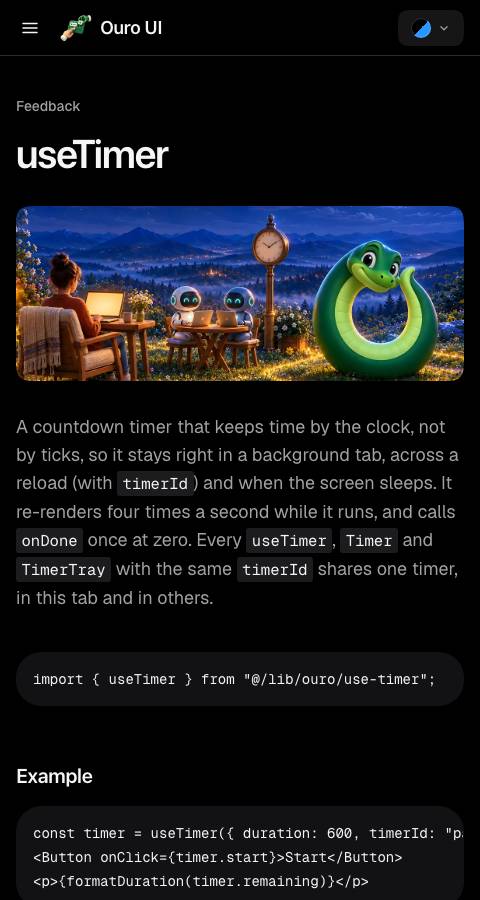 Ouro UI
Feedback
useTimer
A countdown timer that keeps time by the clock, not
by ticks, so it stays right in a background tab, across a
reload (with timerId) and when the screen sleeps. It
re-renders four times a second while it runs, and calls
onDone once at zero. Every useTimer, Timer and
TimerTray with the same timerId shares one timer,
in this tab and in others.
import { useTimer } from "@/lib/ouro/use-timer";
Example
const timer = useTimer({ duration: 600, timerId: "pa
<Button onClick={timer.start}>Start</Button>
<p>{formatDuration(timer.remaining)}</p>